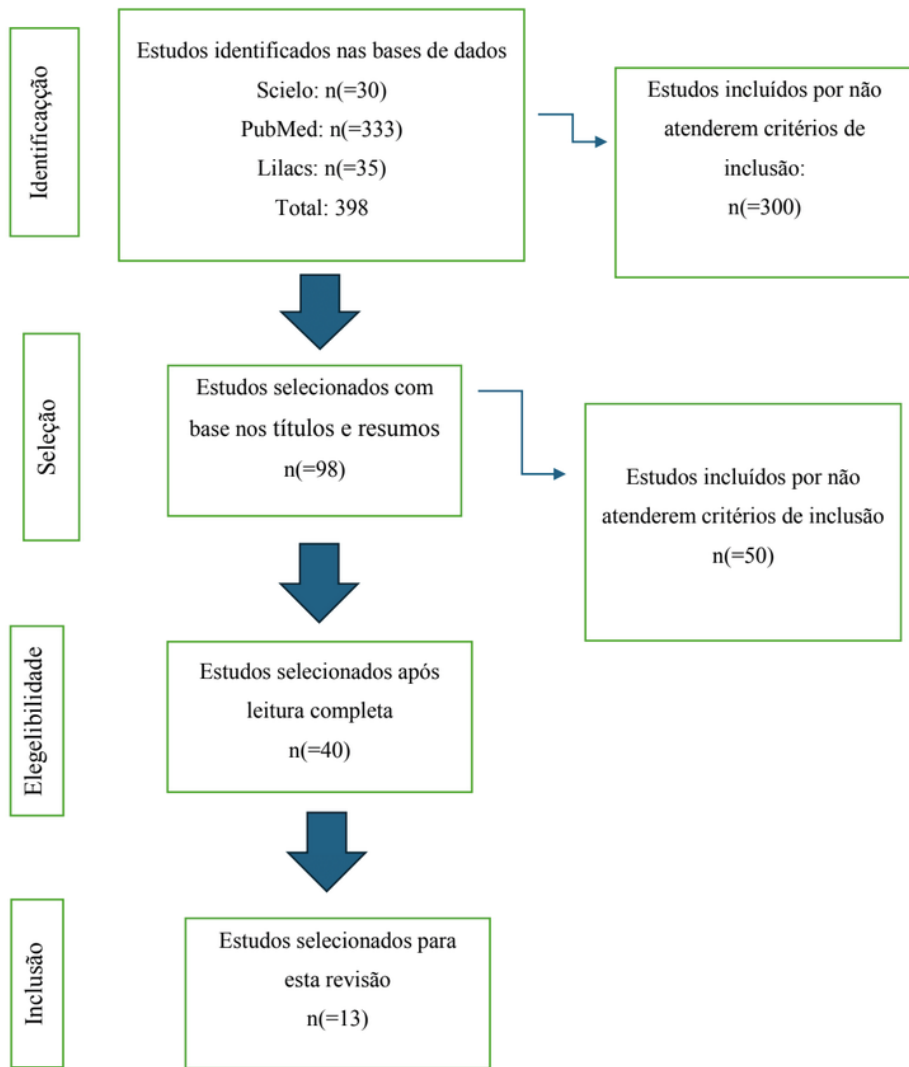 Identificaçção
Estudos identificados nas bases de dados
Scielo: n(=30)
PubMed: n(=333)
Lilacs: n(=35)
Total: 398
Estudos incluídos por não
atenderem critérios de
inclusão:
n(=300)
Seleção
Estudos selecionados com
base nos títulos e resumos
n(=98)
Estudos incluídos por não
atenderem critérios de inclusão
n(=50)
Elegelibilidade
Estudos selecionados após
leitura completa
n(=40)
Inclusão
Estudos selecionados para
esta revisão
n(=13)